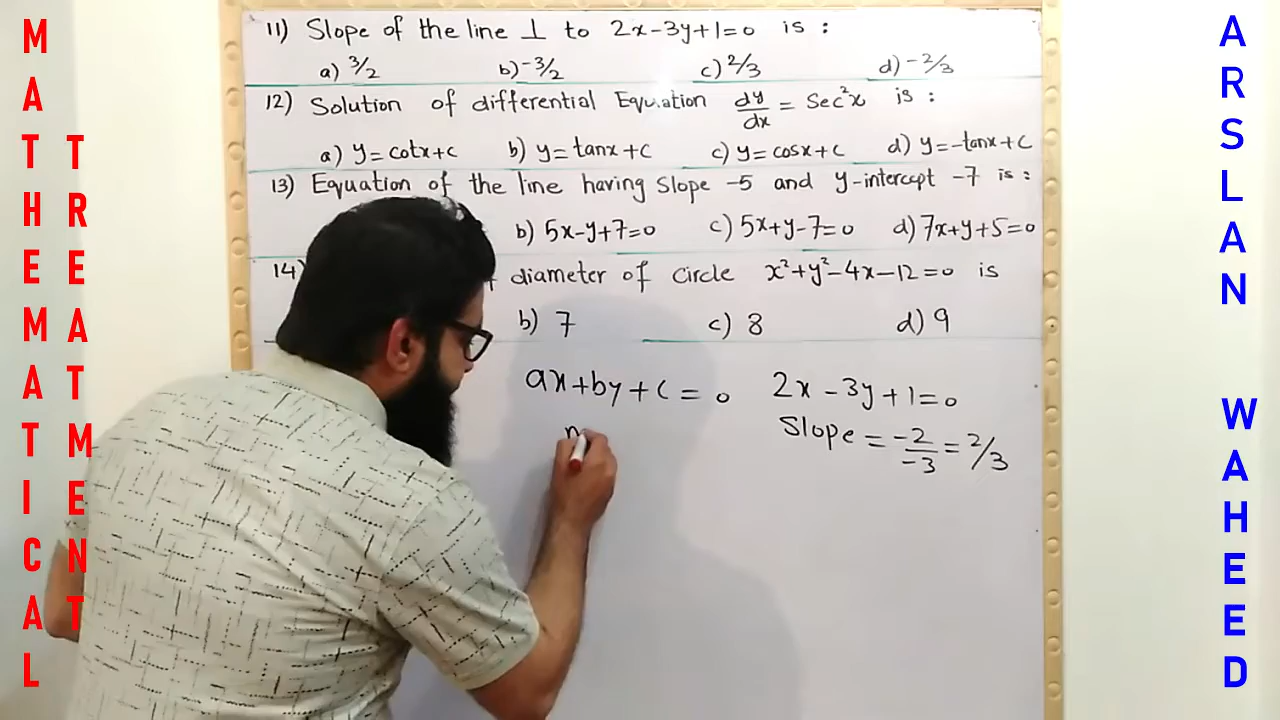 MATHEMATICAL
TREATMENT
11) Slope of the line ⊥ to 2x-3y+1=0 is :
a) 3/2 b) -3/2 c) 2/3 d) -2/3
12) Solution of differential Equation dy/dx = Sec²x is :
a) y=cotx+c b) y=tanx+c c) y=cosx+c d) y=-tanx+c
13) Equation of the line having Slope -5 and y-intercept -7 is :
b) 5x-y+7=0 c) 5x+y-7=0 d) 7x+y+5=0
14) diameter of circle x²+y²-4x-12=0 is
b) 7 c) 8 d) 9
ax+by+c=0
2x-3y+1=0
Slope = -2/-3 = 2/3
ARSLAN
WAHEED